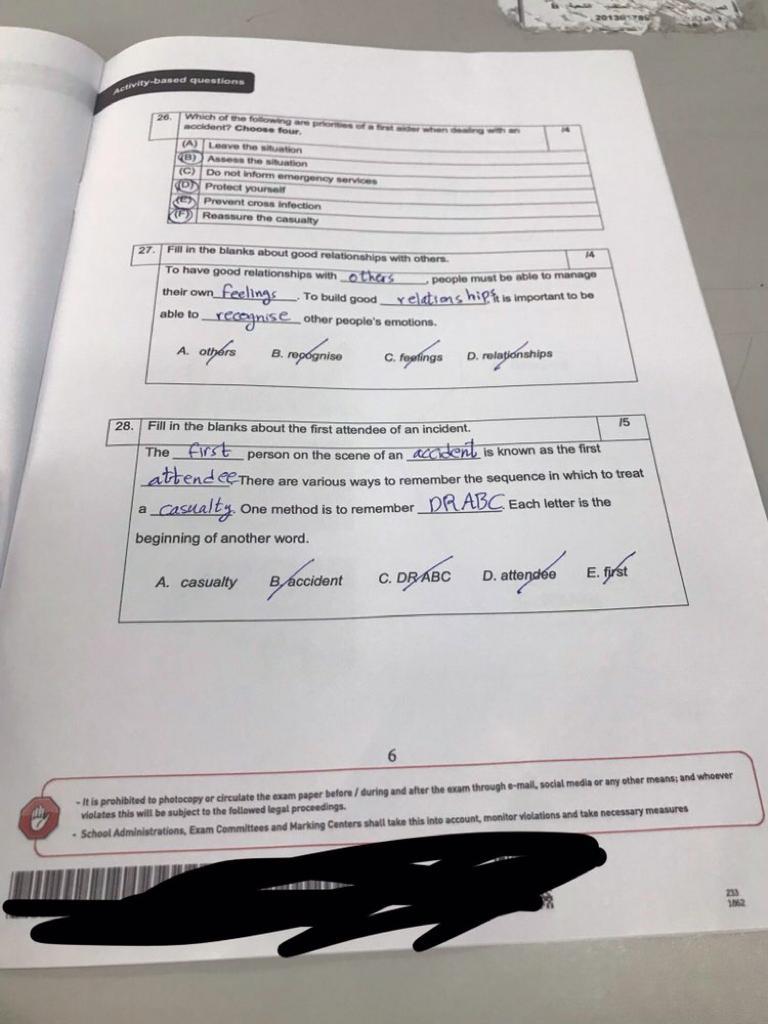 201301785
Activity-based questions
26. Which of the following are priorities of a first aider when dealing with an accident? Choose four. /4
(A) Leave the situation
(B) Assess the situation
(C) Do not inform emergency services
(D) Protect yourself
(E) Prevent cross infection
(F) Reassure the casualty
27. Fill in the blanks about good relationships with others. /4
To have good relationships with others, people must be able to manage
their own feelings. To build good relationships it is important to be
able to recognise other people's emotions.
A. others B. recognise C. feelings D. relationships
28. Fill in the blanks about the first attendee of an incident. /5
The first person on the scene of an accident is known as the first
attendee There are various ways to remember the sequence in which to treat
a casualty. One method is to remember DRABC. Each letter is the
beginning of another word.
A. casualty B. accident C. DR ABC D. attendee E. first
6
- It is prohibited to photocopy or circulate the exam paper before / during and after the exam through e-mail, social media or any other means; and whoever
violates this will be subject to the followed legal proceedings.
- School Administrations, Exam Committees and Marking Centers shall take this into account, monitor violations and take necessary measures
233
1862